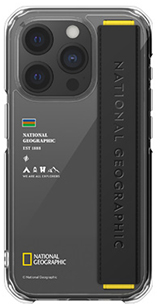 NATIONAL
GEOGRAPHIC
EST 1888
WE ARE ALL EXPLORERS
NATIONAL GEOGRAPHIC
NATIONAL
GEOGRAPHIC
© National Geographic